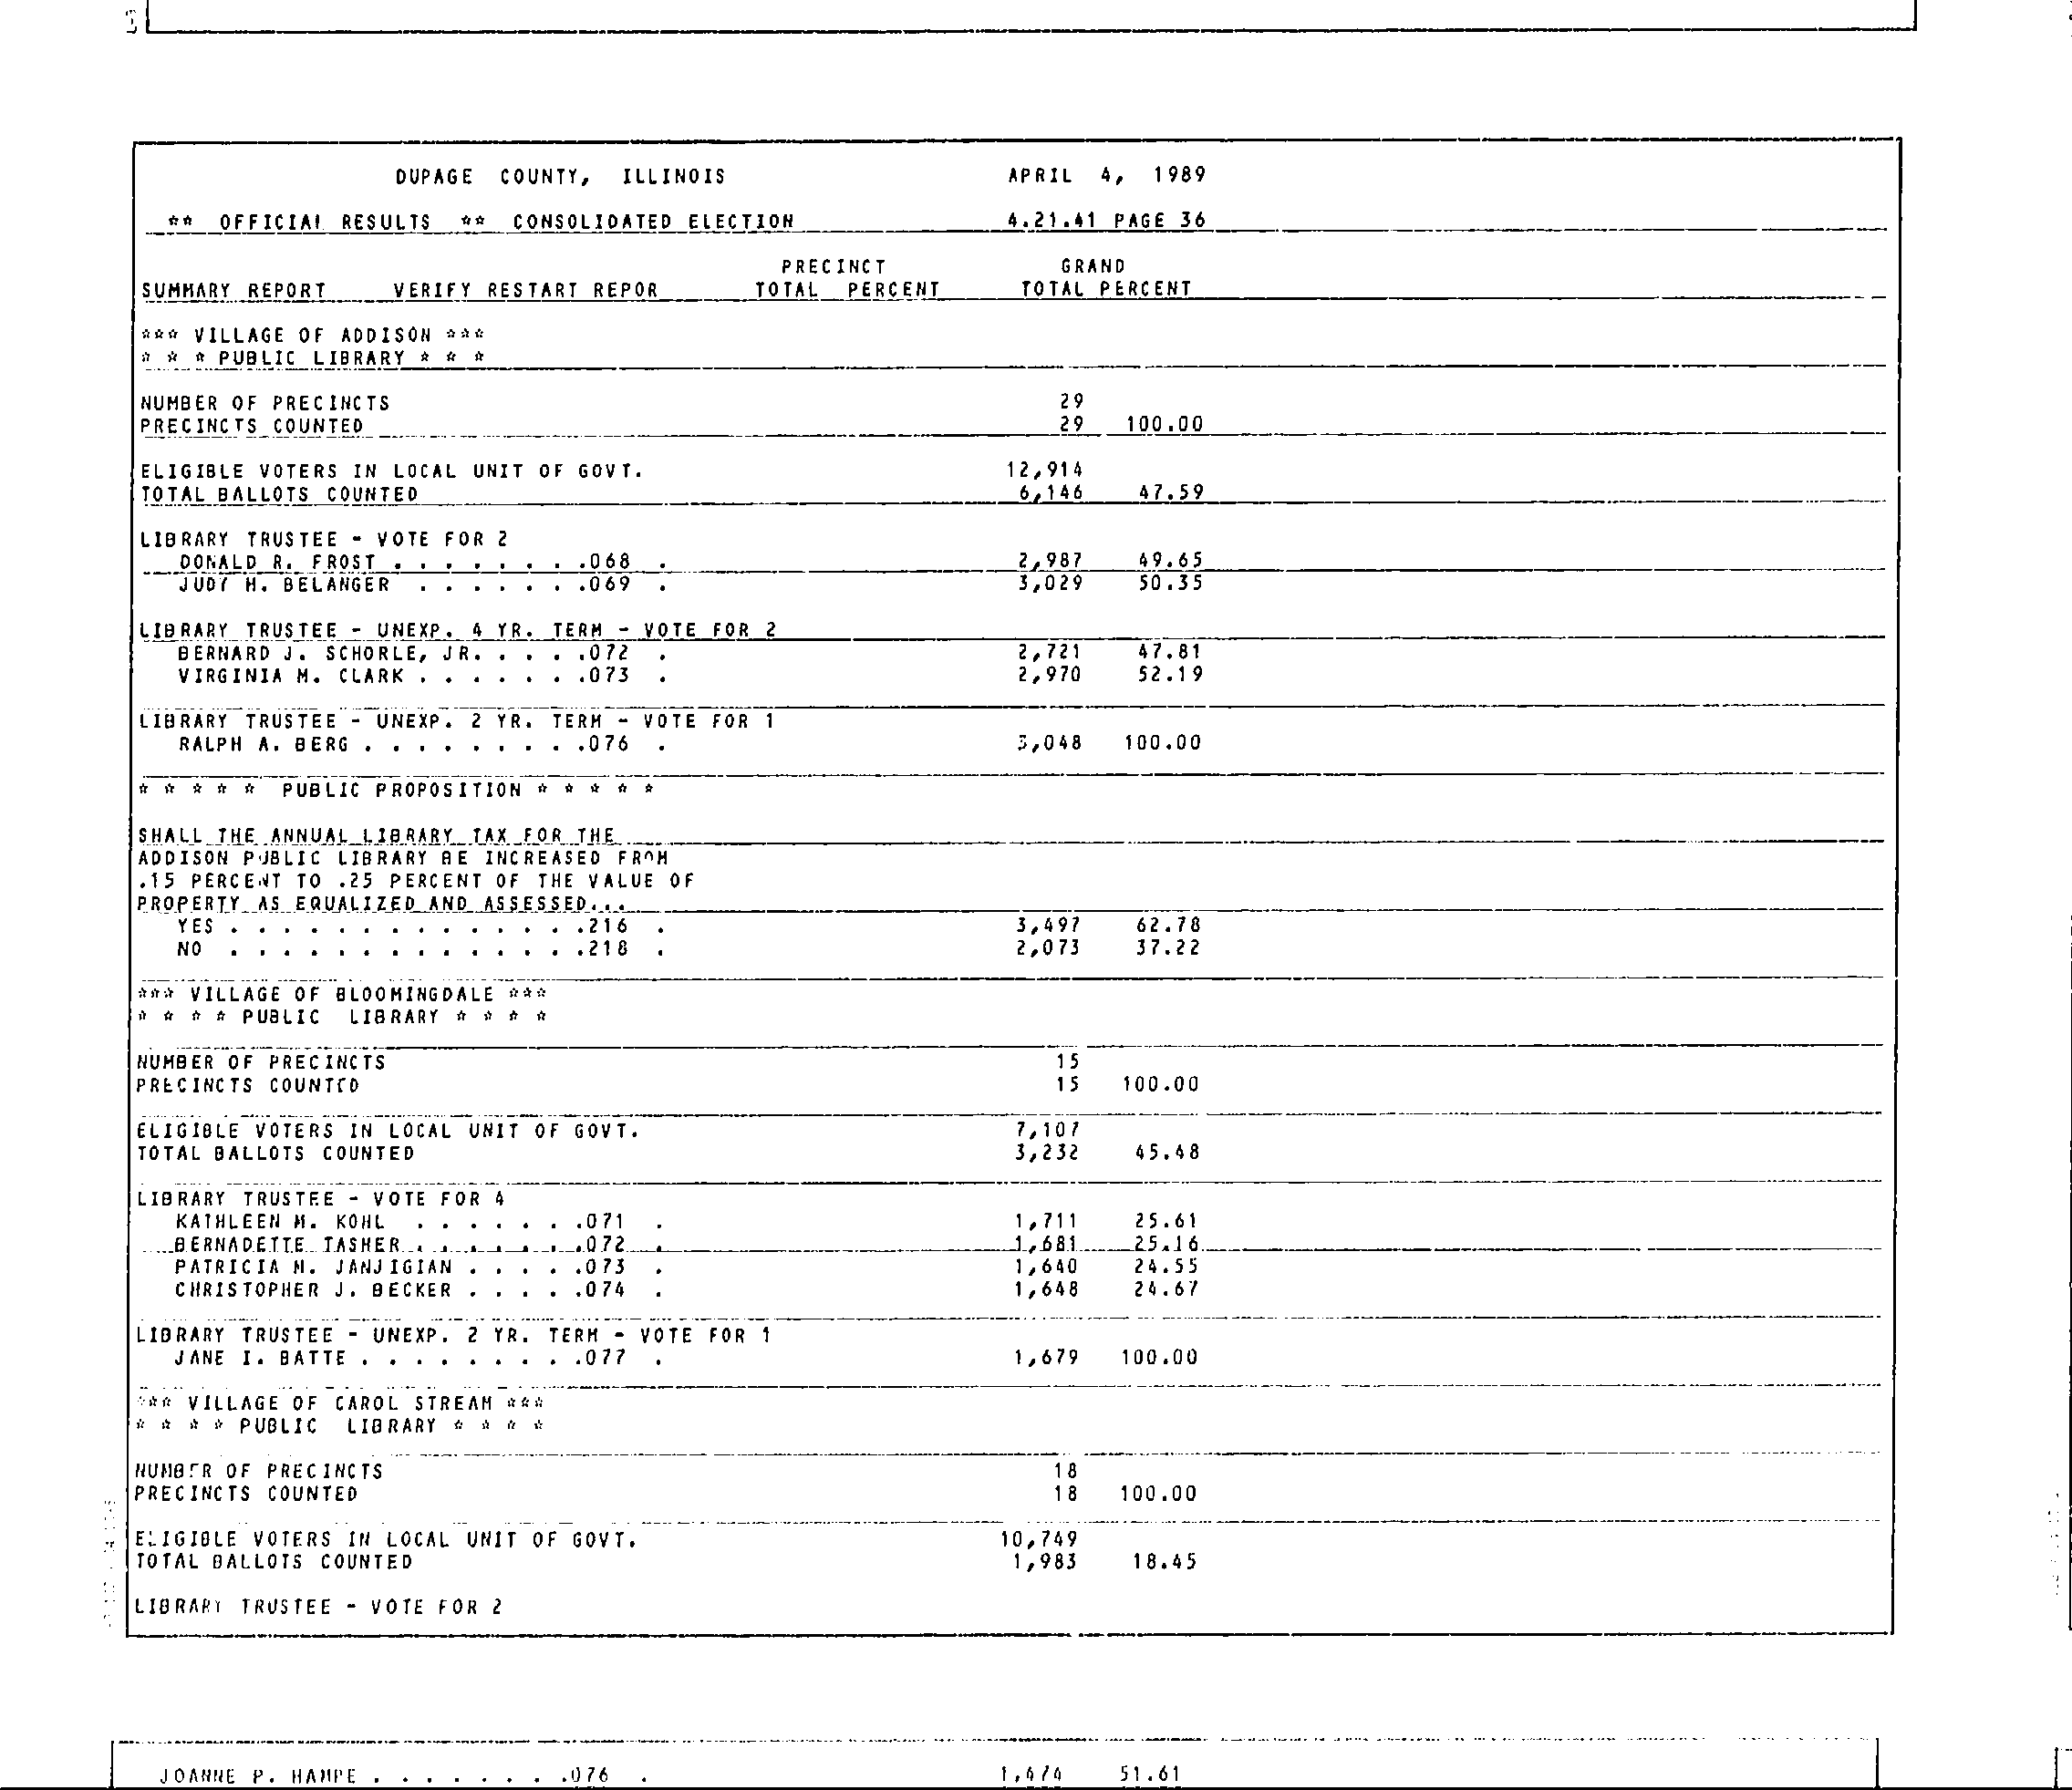 DUPAGE COUNTY, ILLINOIS APRIL 4, 1989
** OFFICIAL RESULTS ** CONSOLIDATED ELECTION 4.21.41 PAGE 36
PRECINCT GRAND
SUMMARY REPORT VERIFY RESTART REPOR TOTAL PERCENT TOTAL PERCENT
*** VILLAGE OF ADDISON ***
* * * PUBLIC LIBRARY * * *
NUMBER OF PRECINCTS 29
PRECINCTS COUNTED 29 100.00
ELIGIBLE VOTERS IN LOCAL UNIT OF GOVT. 12,914
TOTAL BALLOTS COUNTED 6,146 47.59
LIBRARY TRUSTEE - VOTE FOR 2
DONALD R. FROST . . . . . . . .068 . 2,987 49.65
JUDY H. BELANGER . . . . . . .069 . 3,029 50.35
LIBRARY TRUSTEE - UNEXP. 4 YR. TERM - VOTE FOR 2
BERNARD J. SCHORLE, JR. . . . .072 . 2,721 47.81
VIRGINIA M. CLARK . . . . . . .073 . 2,970 52.19
LIBRARY TRUSTEE - UNEXP. 2 YR. TERM - VOTE FOR 1
RALPH A. BERG . . . . . . . . .076 . 3,048 100.00
* * * * * PUBLIC PROPOSITION * * * * *
SHALL THE ANNUAL LIBRARY TAX FOR THE
ADDISON PUBLIC LIBRARY BE INCREASED FROM
.15 PERCENT TO .25 PERCENT OF THE VALUE OF
PROPERTY AS EQUALIZED AND ASSESSED...
YES . . . . . . . . . . . . . .216 . 3,497 62.78
NO . . . . . . . . . . . . . .218 . 2,073 37.22
*** VILLAGE OF BLOOMINGDALE ***
* * * * PUBLIC LIBRARY * * * *
NUMBER OF PRECINCTS 15
PRECINCTS COUNTED 15 100.00
ELIGIBLE VOTERS IN LOCAL UNIT OF GOVT. 7,107
TOTAL BALLOTS COUNTED 3,232 45.48
LIBRARY TRUSTEE - VOTE FOR 4
KATHLEEN M. KOHL . . . . . . .071 . 1,711 25.61
BERNADETTE TASHER . . . . . . .072 . 1,681 25.16
PATRICIA M. JANJIGIAN . . . . .073 . 1,640 24.55
CHRISTOPHER J. BECKER . . . . .074 . 1,648 24.67
LIBRARY TRUSTEE - UNEXP. 2 YR. TERM - VOTE FOR 1
JANE I. BATTE . . . . . . . . .077 . 1,679 100.00
*** VILLAGE OF CAROL STREAM ***
* * * * PUBLIC LIBRARY * * * *
NUMBER OF PRECINCTS 18
PRECINCTS COUNTED 18 100.00
ELIGIBLE VOTERS IN LOCAL UNIT OF GOVT. 10,749
TOTAL BALLOTS COUNTED 1,983 18.45
LIBRARY TRUSTEE - VOTE FOR 2
JOANNE P. HAMPE . . . . . . . .076 . 51.61